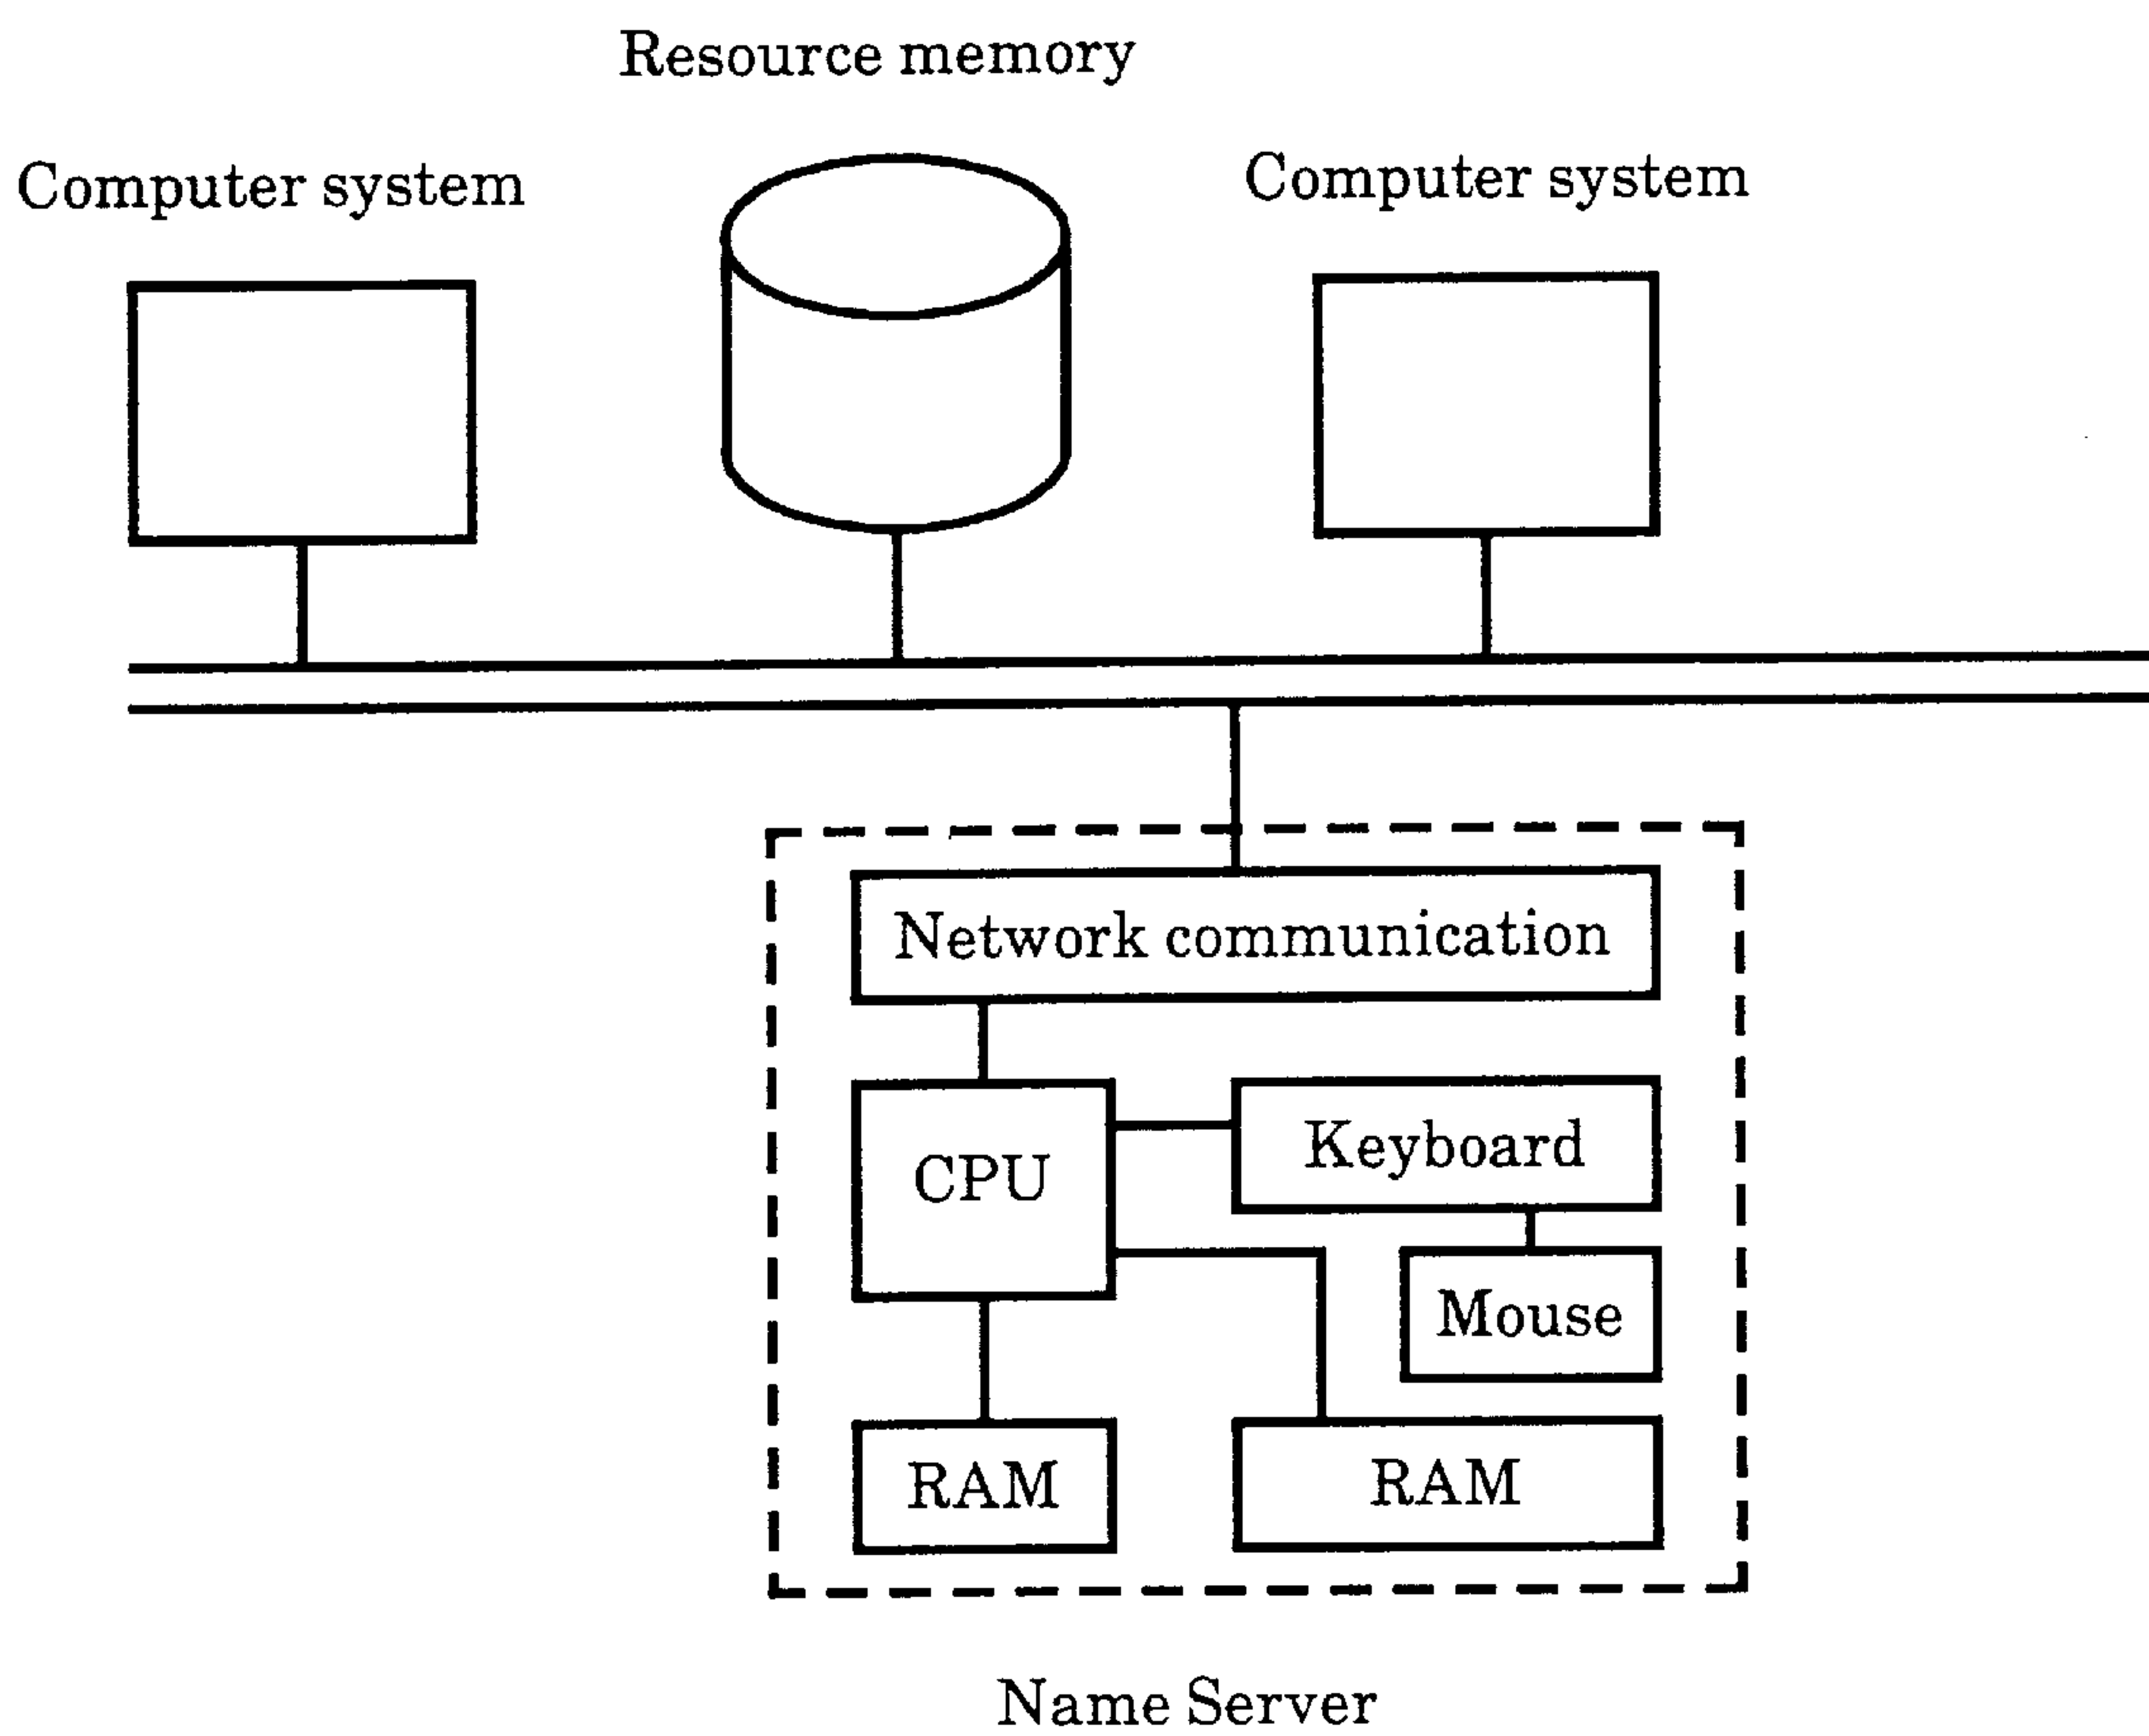 Resource memory
Computer system
Computer system
Network communication
CPU
Keyboard
Mouse
RAM
RAM
Name Server